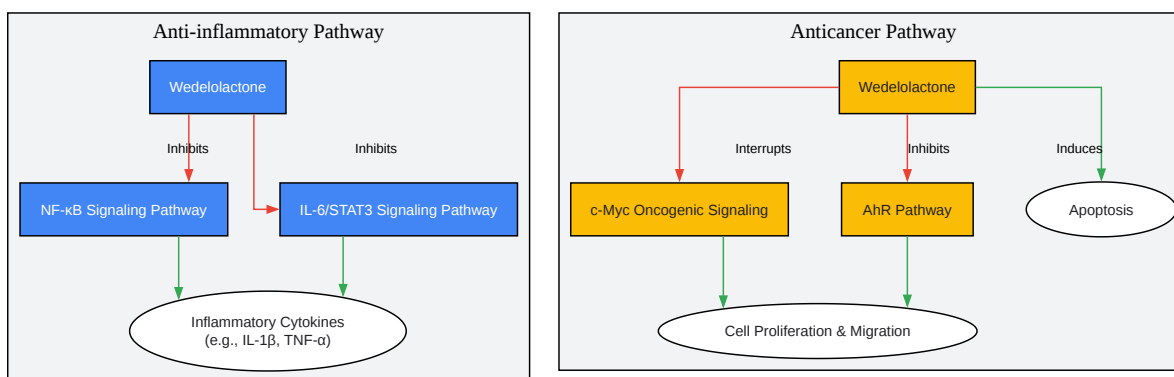 Anti-inflammatory Pathway
Wedelolactone
Inhibits
Inhibits
NF-κB Signaling Pathway
IL-6/STAT3 Signaling Pathway
Inflammatory Cytokines
(e.g., IL-1β, TNF-α)
Anticancer Pathway
Wedelolactone
Interrupts
Inhibits
Induces
c-Myc Oncogenic Signaling
AhR Pathway
Apoptosis
Cell Proliferation & Migration